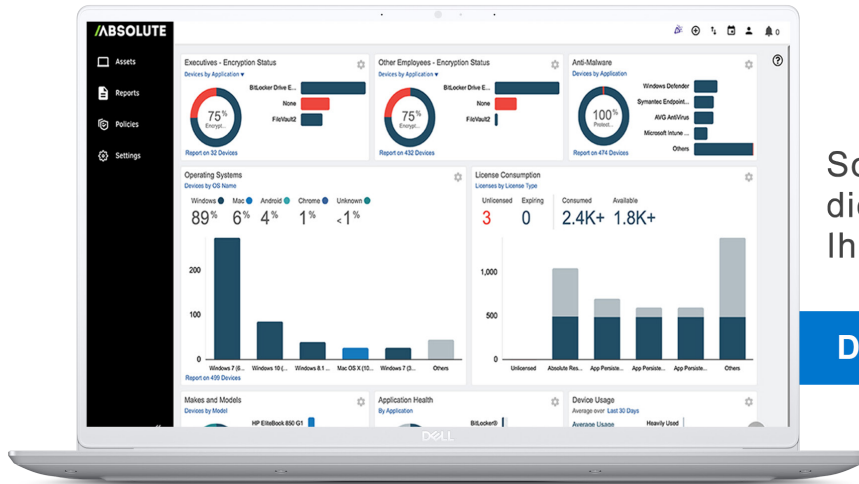 /ABSOLUTE
0
Assets
Reports
Policies
Settings
Executives - Encryption Status
Devices by Application
75%
Encrypt...
BitLocker Drive E...
None
FileVault2
Report on 32 Devices
Other Employees - Encryption Status
Devices by Application
75%
Encrypt...
BitLocker Drive E...
None
FileVault2
Report on 432 Devices
Anti-Malware
Devices by Application
100%
Protect...
Windows Defender
Symantec Endpoint...
AVG AntiVirus
Microsoft Intune ...
Others
Report on 474 Devices
Operating Systems
Devices by OS Name
Windows Mac Android Chrome Unknown
89% 6% 4% 1% <1%
200
100
0
Windows 7 (6... Windows 10 (... Windows 8.1 ... Mac OS X (10... Windows 7 (3... Others
Report on 499 Devices
License Consumption
Licenses by License Type
Unlicensed Expiring Consumed Available
3 0 2.4K+ 1.8K+
1,000
500
0
Unlicensed Absolute Res... App Persiste... App Persiste... App Persiste... Others
Makes and Models
Devices by Model
HP EliteBook 850 G1
Application Health
By Application
BitLocker®
Device Usage
Average over Last 30 Days
Average Usage
Heavily Used
DELL
Ih
D